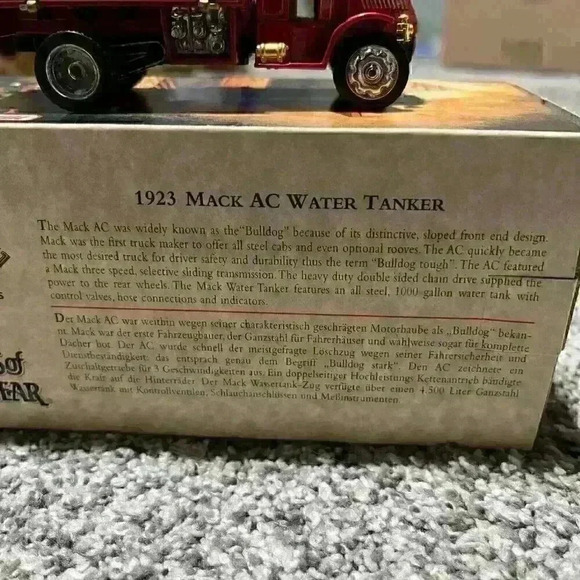 1923 Mack AC Water Tanker
The Mack AC was widely known as the "Bulldog" because of its distinctive, sloped front end design.
Mack was the first truck maker to offer all steel cabs and even optional rooves. The AC quickly became
the most desired truck for driver safety and durability thus the term "Bulldog tough". The AC featured
a Mack three speed, selective sliding transmission. The heavy duty double sided chain drive supplied the
power to the rear wheels. The Mack Water Tanker features an all steel, 1000 gallon water tank with
control valves, hose connections and indicators.
Der Mack AC war weithin wegen seiner charakteristisch geschrägten Motorhaube als „Bulldog" bekan-
nt. Mack war der erste Fahrzeugbauer, der Ganzstahl für Fahrerhäuser und wahlweise sogar für komplette
Dächer bot. Der AC wurde schnell der meistgefragte Löschzug wegen seiner Fahrersicherheit und
Dienstbeständigkeit: das entsprach genau dem Begriff „Bulldog stark". Der AC zeichnete ein
Zuschaltgetriebe für 3 Geschwindigkeiten aus. Ein doppelseitiger Hochleistungs Kettenantrieb bändigte
die Kraft auf die Hinterräder. Der Mack Wassertank-Zug verfügte über einen 4.500 Liter Ganzstahl
Wassertank mit Kontrollventilen, Schlauchanschlüssen und Meßinstrumenten.
of
EAR